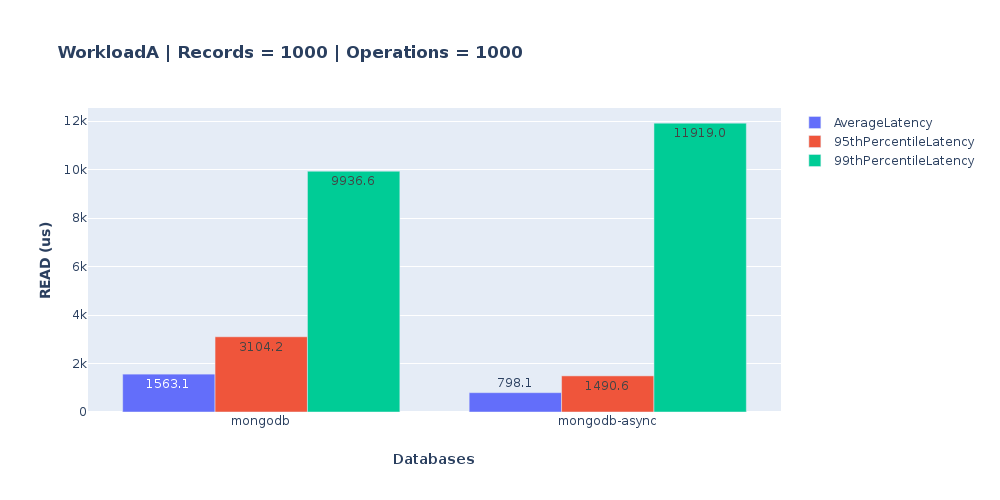 WorkloadA | Records = 1000 | Operations = 1000
READ (us)
12k
10k
8k
6k
4k
2k
0
1563.1
3104.2
9936.6
798.1
1490.6
11919.0
mongodb
mongodb-async
Databases
AverageLatency
95thPercentileLatency
99thPercentileLatency